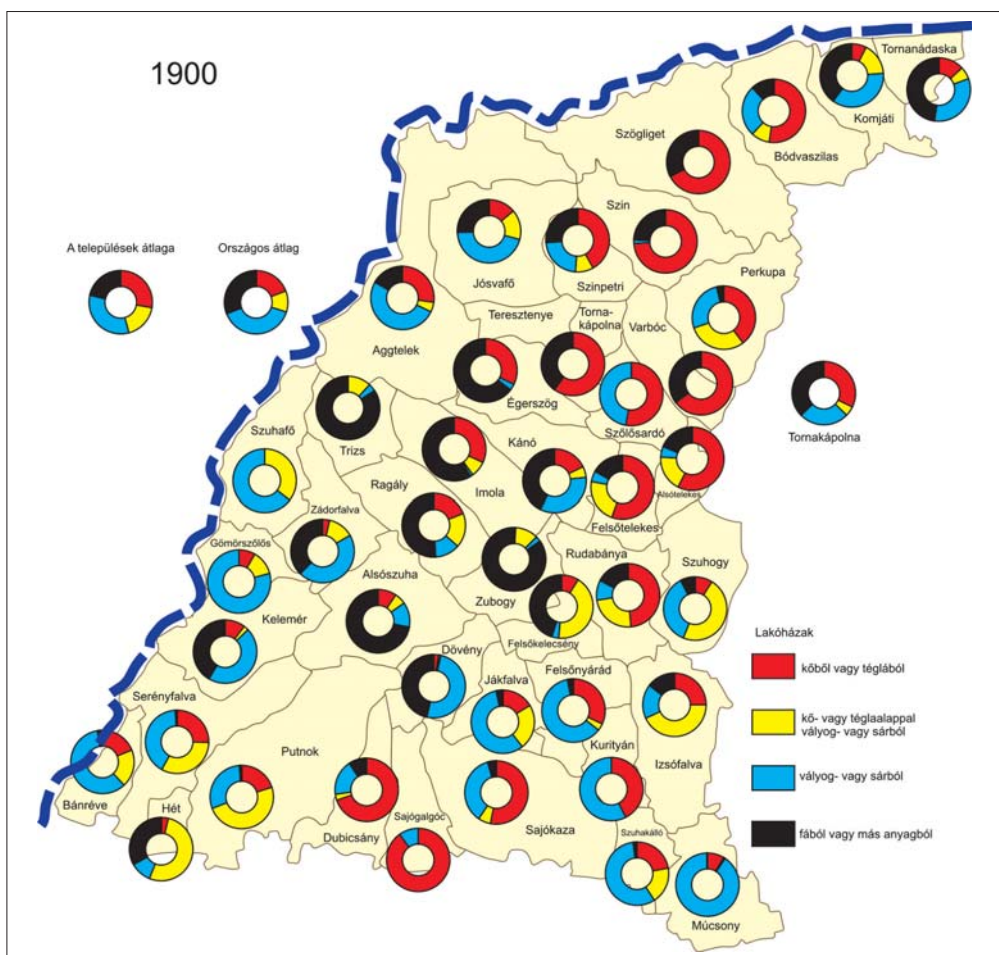 1900
Tornanádaska
Komjáti
Bódvaszilas
Szögliget
Szin
A települések átlaga
Országos átlag
Jósvafő
Szinpetri
Perkupa
Teresztenye
Torna-
kápolna
Varbóc
Aggtelek
Égerszög
Szőlősardó
Tornakápolna
Szuhafő
Trizs
Kánó
Imola
Ragály
Alsótelekes
Felsőtelekes
Zádorfalva
Gömörszőlős
Rudabánya
Szuhogy
Alsószuha
Zubogy
Kelemér
Felsőkelecsény
Lakóházak
Dövény
Felsőnyárád
Jákfalva
kőből vagy téglából
Serényfalva
kő- vagy téglaalappal
vályog- vagy sárból
Putnok
Kurityán
Izsófalva
vályog- vagy sárból
Bánréve
Hét
Dubicsány
Sajógalgóc
Sajókaza
Szuhakálló
fából vagy más anyagból
Múcsony